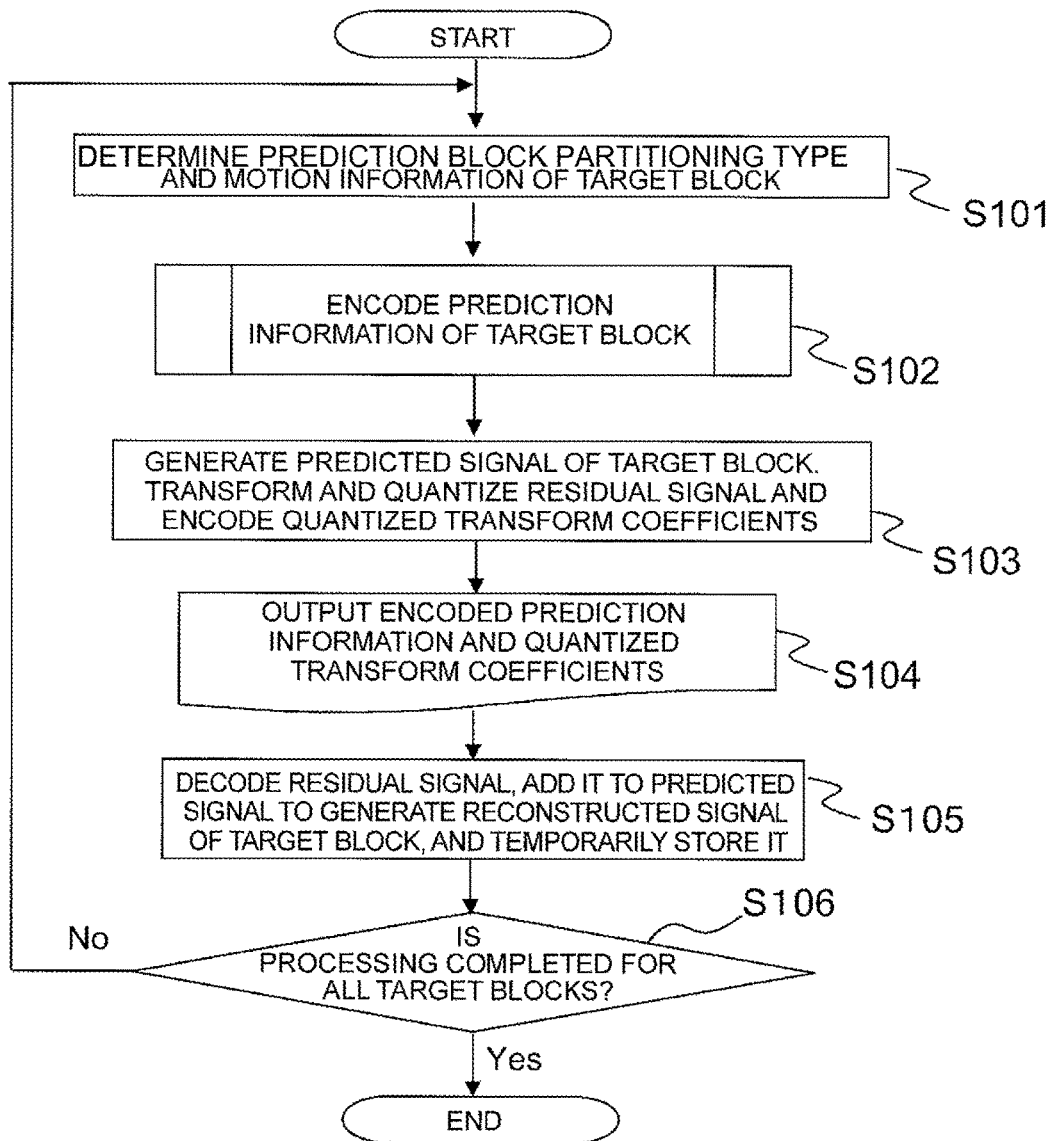 START
DETERMINE PREDICTION BLOCK PARTITIONING TYPE
AND MOTION INFORMATION OF TARGET BLOCK
S101
ENCODE PREDICTION
INFORMATION OF TARGET BLOCK
S102
GENERATE PREDICTED SIGNAL OF TARGET BLOCK.
TRANSFORM AND QUANTIZE RESIDUAL SIGNAL AND
ENCODE QUANTIZED TRANSFORM COEFFICIENTS
S103
OUTPUT ENCODED PREDICTION
INFORMATION AND QUANTIZED
TRANSFORM COEFFICIENTS
S104
DECODE RESIDUAL SIGNAL, ADD IT TO PREDICTED
SIGNAL TO GENERATE RECONSTRUCTED SIGNAL
OF TARGET BLOCK, AND TEMPORARILY STORE IT
S105
S106
No
IS
PROCESSING COMPLETED FOR
ALL TARGET BLOCKS?
Yes
END